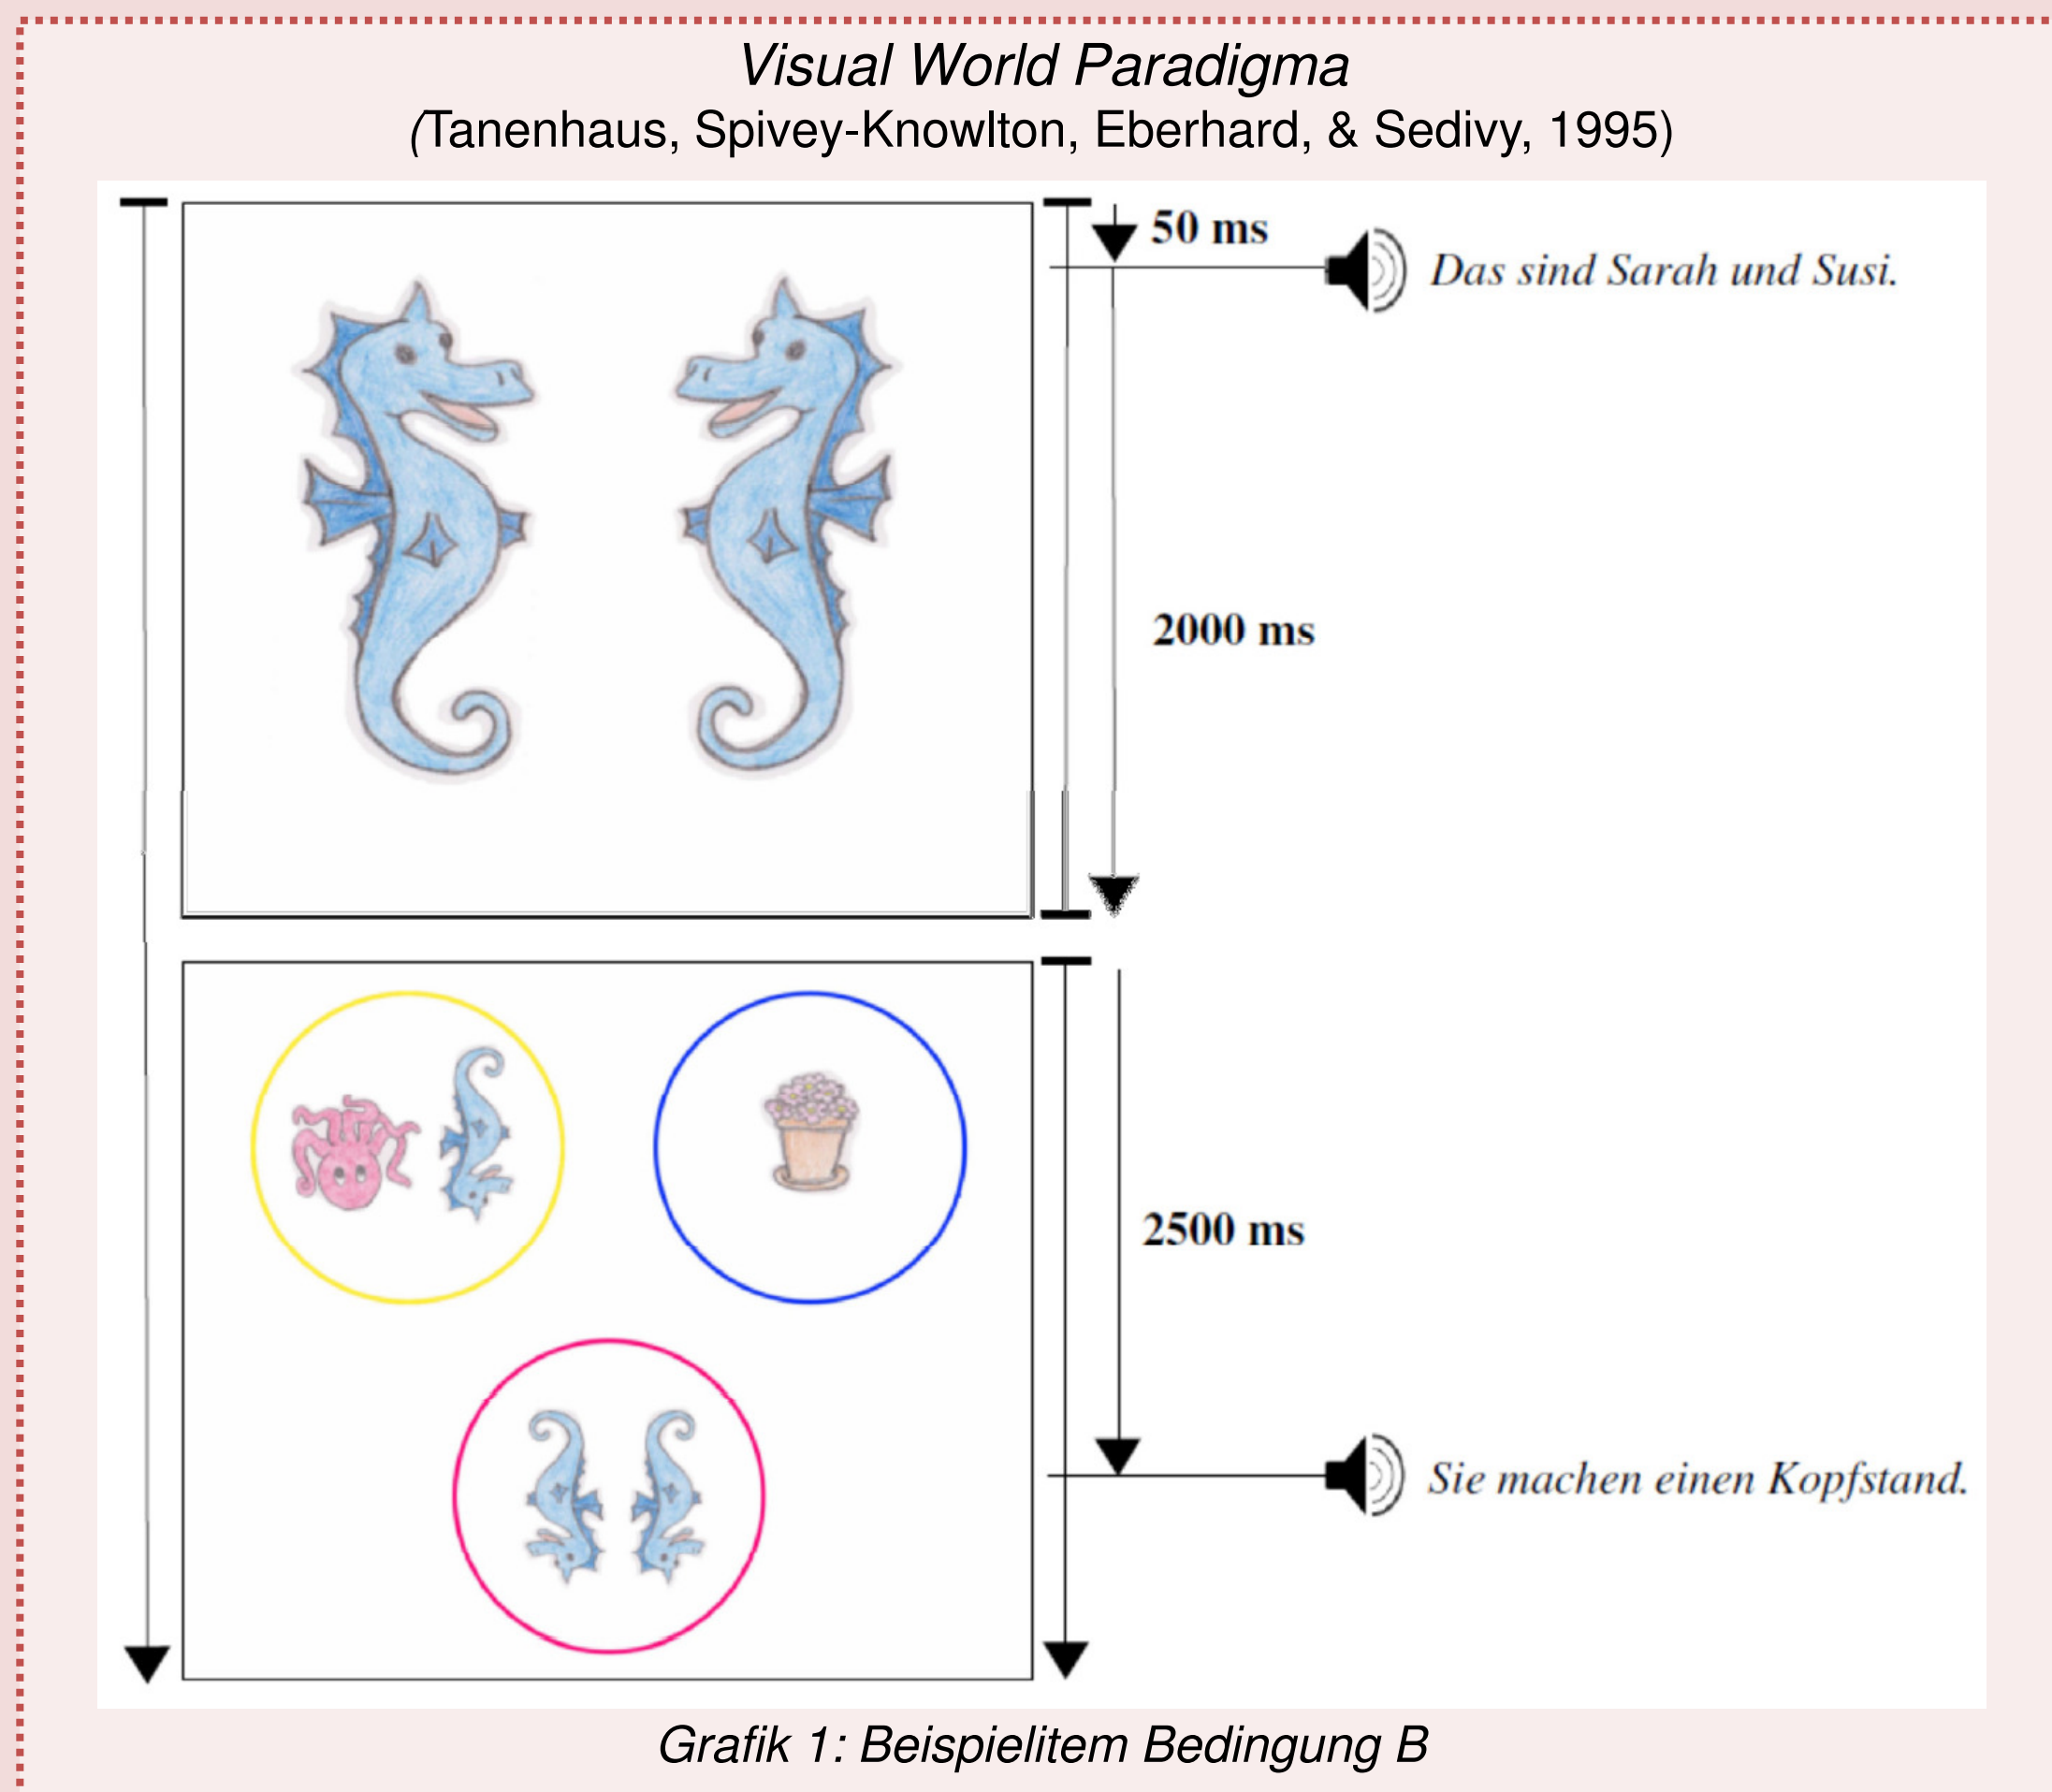 Visual World Paradigma
(Tanenhaus, Spivey-Knowlton, Eberhard, & Sedivy, 1995)
50 ms
Das sind Sarah und Susi.
2000 ms
2500 ms
Sie machen einen Kopfstand.
Grafik 1: Beispielitem Bedingung B